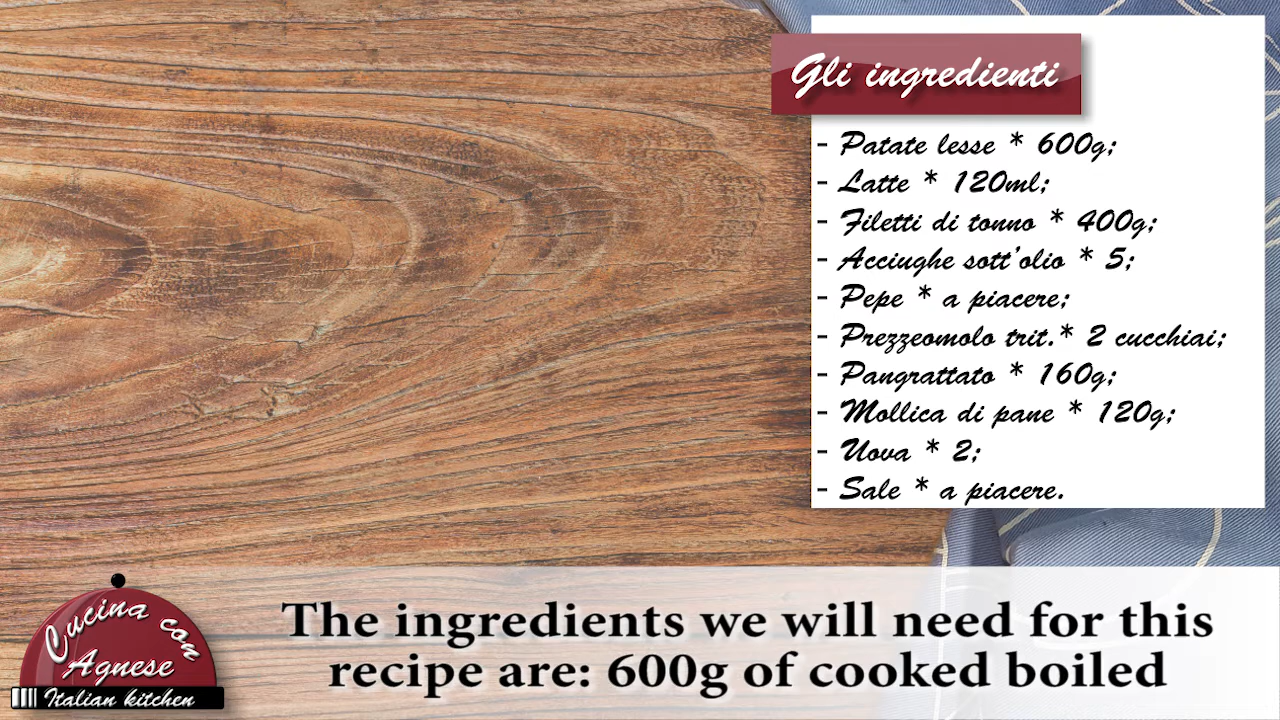 Gli ingredienti
- Patate lesse * 600g;
- Latte * 120ml;
- Filetti di tonno * 400g;
- Acciughe sott'olio * 5;
- Pepe * a piacere;
- Prezzeomolo trit.* 2 cucchiai;
- Pangrattato * 160g;
- Mollica di pane * 120g;
- Uova * 2;
- Sale * a piacere.
Cucina con
Agnese
Italian kitchen
The ingredients we will need for this
recipe are: 600g of cooked boiled